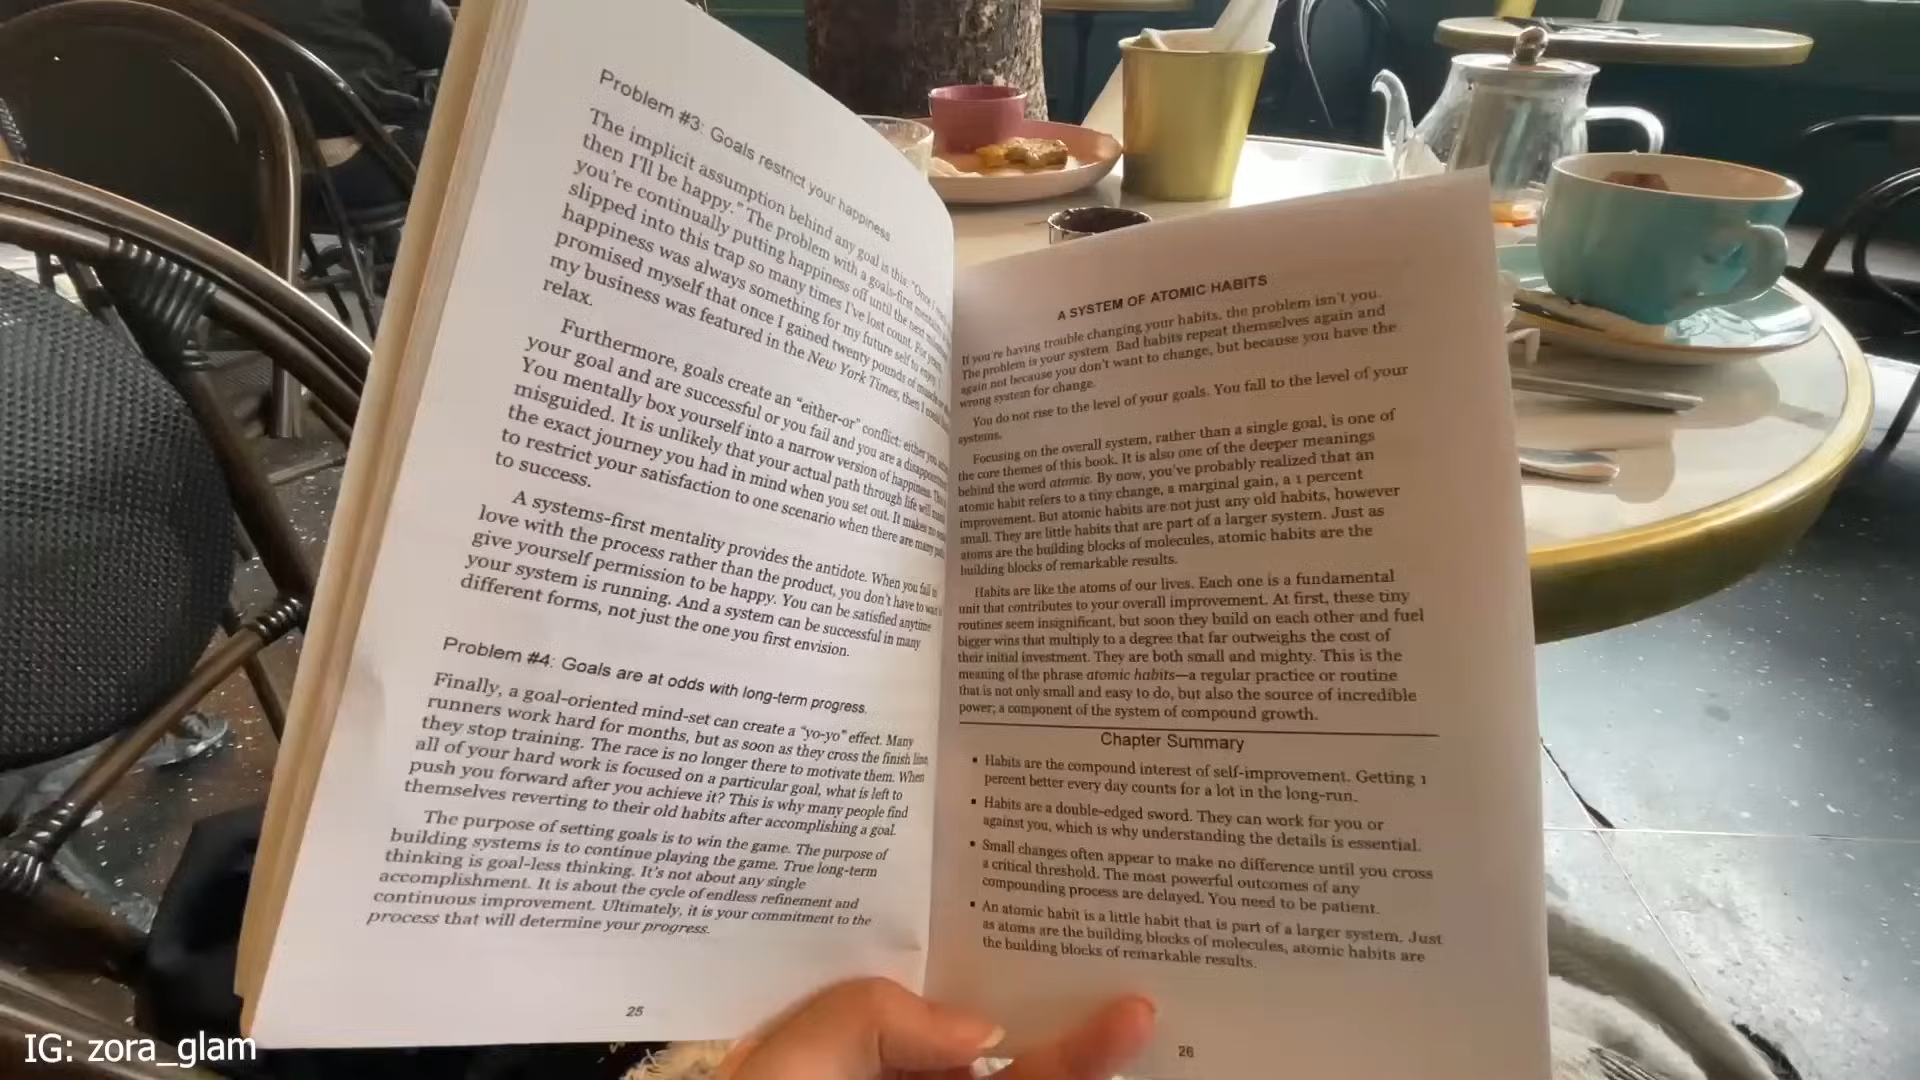 Problem #3: Goals restrict your happiness
The implicit assumption behind any goal is this: "Once I
then I'll be happy." The problem with a goals-first mentality
you're continually putting happiness off until the next
slipped into this trap so many times I've lost count. For years,
happiness was always something for my future self to enjoy. I
promised myself that once I gained twenty pounds of muscle or
my business was featured in the New York Times, then I could
relax.
Furthermore, goals create an "either-or" conflict: either you
your goal and are successful or you fail and you are a disappointment.
You mentally box yourself into a narrow version of happiness. This is
misguided. It is unlikely that your actual path through life will
the exact journey you had in mind when you set out. It makes no
to restrict your satisfaction to one scenario when there are many
to success.
A systems-first mentality provides the antidote. When you fall in
love with the process rather than the product, you don't have to wait to
give yourself permission to be happy. You can be satisfied anytime
your system is running. And a system can be successful in many
different forms, not just the one you first envision.
Problem #4: Goals are at odds with long-term progress.
Finally, a goal-oriented mind-set can create a "yo-yo" effect. Many
runners work hard for months, but as soon as they cross the finish line,
they stop training. The race is no longer there to motivate them. When
all of your hard work is focused on a particular goal, what is left to
push you forward after you achieve it? This is why many people find
themselves reverting to their old habits after accomplishing a goal.
The purpose of setting goals is to win the game. The purpose of
building systems is to continue playing the game. True long-term
thinking is goal-less thinking. It's not about any single
accomplishment. It is about the cycle of endless refinement and
continuous improvement. Ultimately, it is your commitment to the
process that will determine your progress.
25
A SYSTEM OF ATOMIC HABITS
If you're having trouble changing your habits, the problem isn't you.
The problem is your system. Bad habits repeat themselves again and
again not because you don't want to change, but because you have the
wrong system for change.
You do not rise to the level of your goals. You fall to the level of your
systems.
Focusing on the overall system, rather than a single goal, is one of
the core themes of this book. It is also one of the deeper meanings
behind the word atomic. By now, you've probably realized that an
atomic habit refers to a tiny change, a marginal gain, a 1 percent
improvement. But atomic habits are not just any old habits, however
small. They are little habits that are part of a larger system. Just as
atoms are the building blocks of molecules, atomic habits are the
building blocks of remarkable results.
Habits are like the atoms of our lives. Each one is a fundamental
unit that contributes to your overall improvement. At first, these tiny
routines seem insignificant, but soon they build on each other and fuel
bigger wins that multiply to a degree that far outweighs the cost of
their initial investment. They are both small and mighty. This is the
meaning of the phrase atomic habits—a regular practice or routine
that is not only small and easy to do, but also the source of incredible
power; a component of the system of compound growth.
Chapter Summary
▪ Habits are the compound interest of self-improvement. Getting 1
percent better every day counts for a lot in the long-run.
▪ Habits are a double-edged sword. They can work for you or
against you, which is why understanding the details is essential.
▪ Small changes often appear to make no difference until you cross
a critical threshold. The most powerful outcomes of any
compounding process are delayed. You need to be patient.
▪ An atomic habit is a little habit that is part of a larger system. Just
as atoms are the building blocks of molecules, atomic habits are
the building blocks of remarkable results.
26
IG: zora_glam